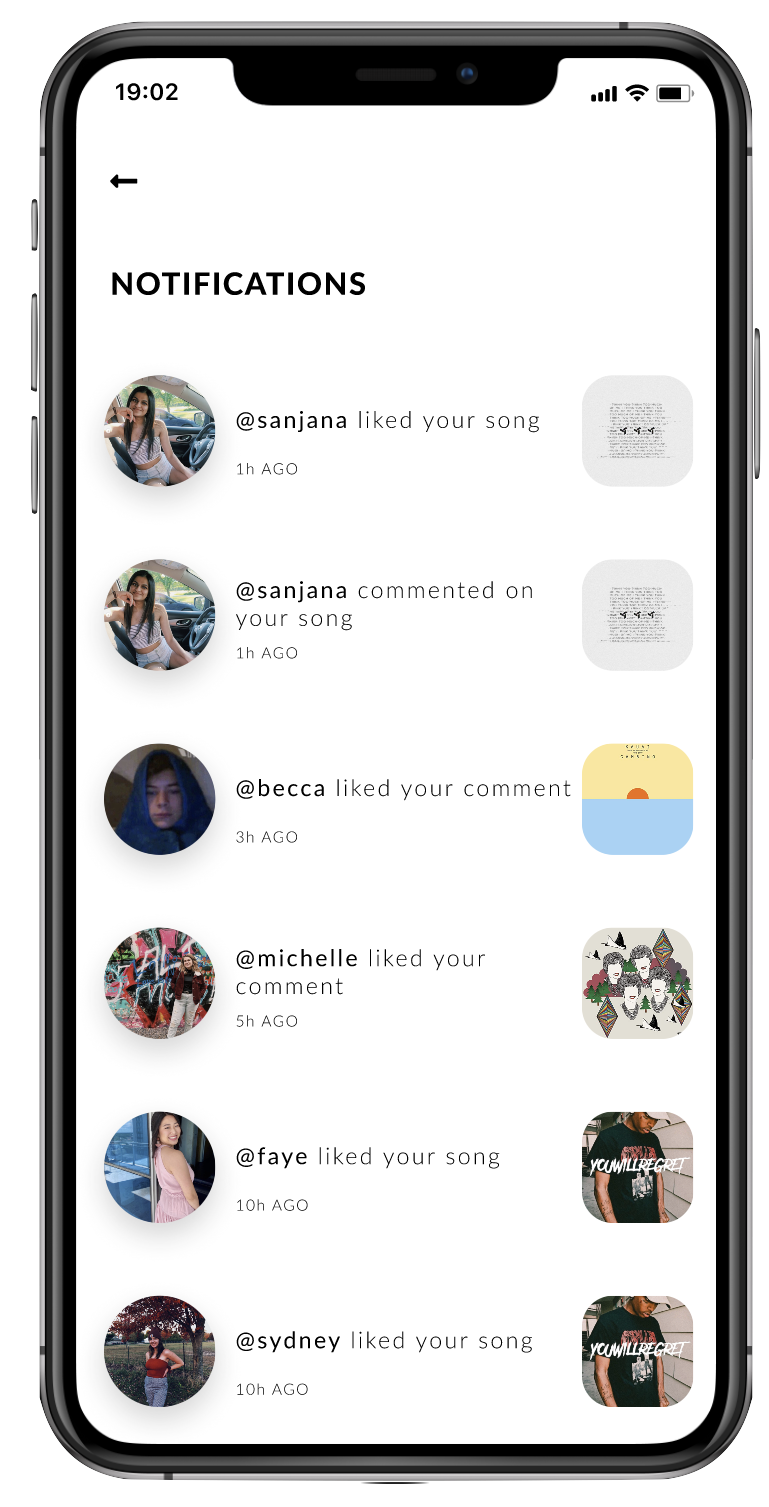 19:02
NOTIFICATIONS
@sanjana liked your song
1h AGO
@sanjana commented on
your song
1h AGO
@becca liked your comment
3h AGO
@michelle liked your
comment
5h AGO
@faye liked your song
10h AGO
YOUWILLREGRET
@sydney liked your song
10h AGO
YOUWILLREGRET